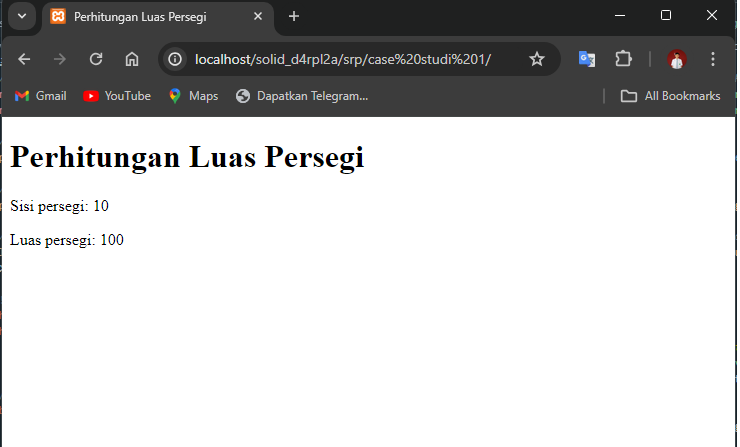 Perhitungan Luas Persegi
localhost/solid_d4rpl2a/srp/case%20studi%201/
Gmail YouTube Maps Dapatkan Telegram... All Bookmarks
Perhitungan Luas Persegi
Sisi persegi: 10
Luas persegi: 100